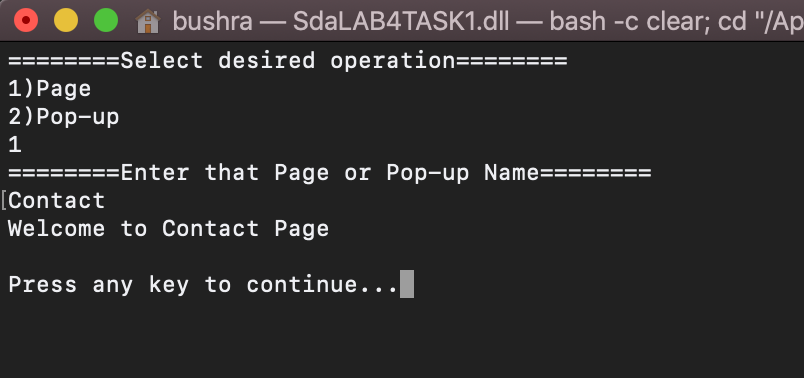 bushra — SdaLAB4TASK1.dll — bash -c clear; cd "/Ap
========Select desired operation========
1)Page
2)Pop-up
1
========Enter that Page or Pop-up Name========
[Contact
Welcome to Contact Page
Press any key to continue...